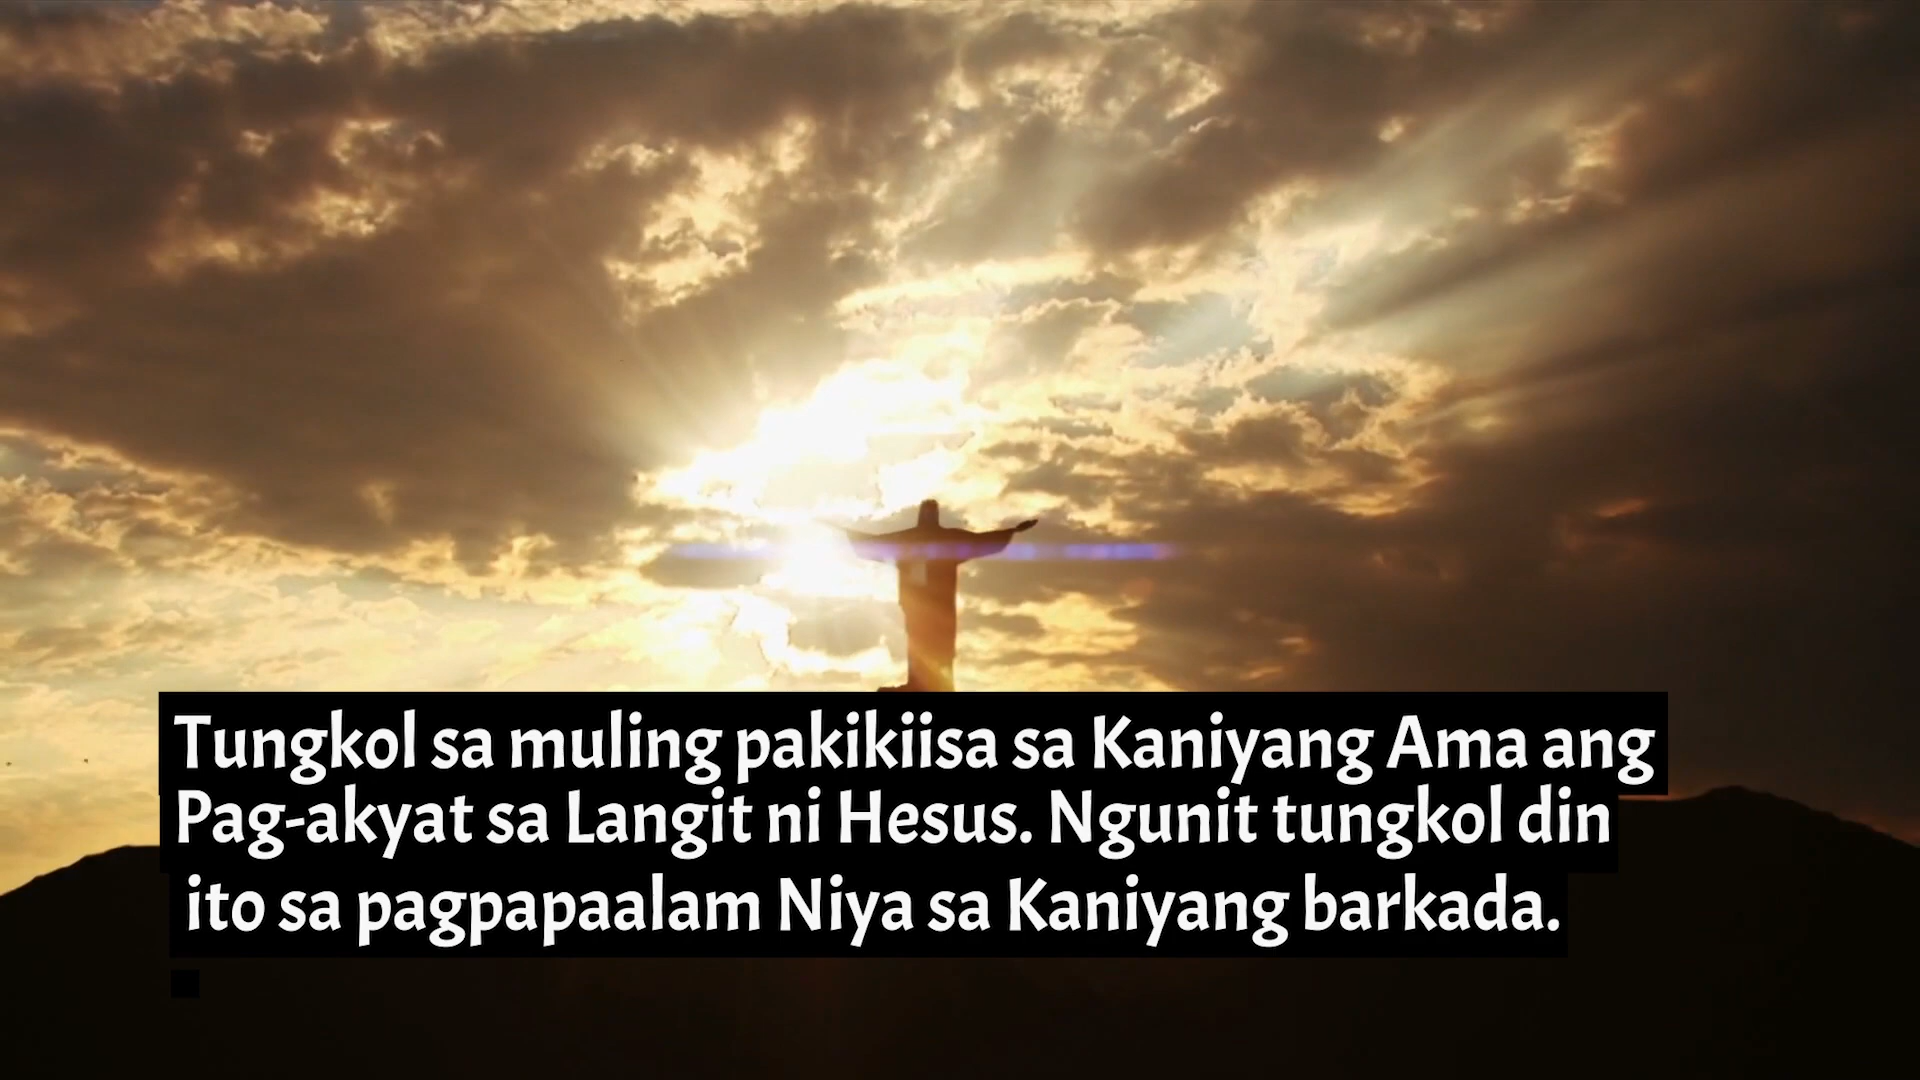 Tungkol sa muling pakikiisa sa Kaniyang Ama ang
Pag-akyat sa Langit ni Hesus. Ngunit tungkol din
ito sa pagpapaalam Niya sa Kaniyang barkada.